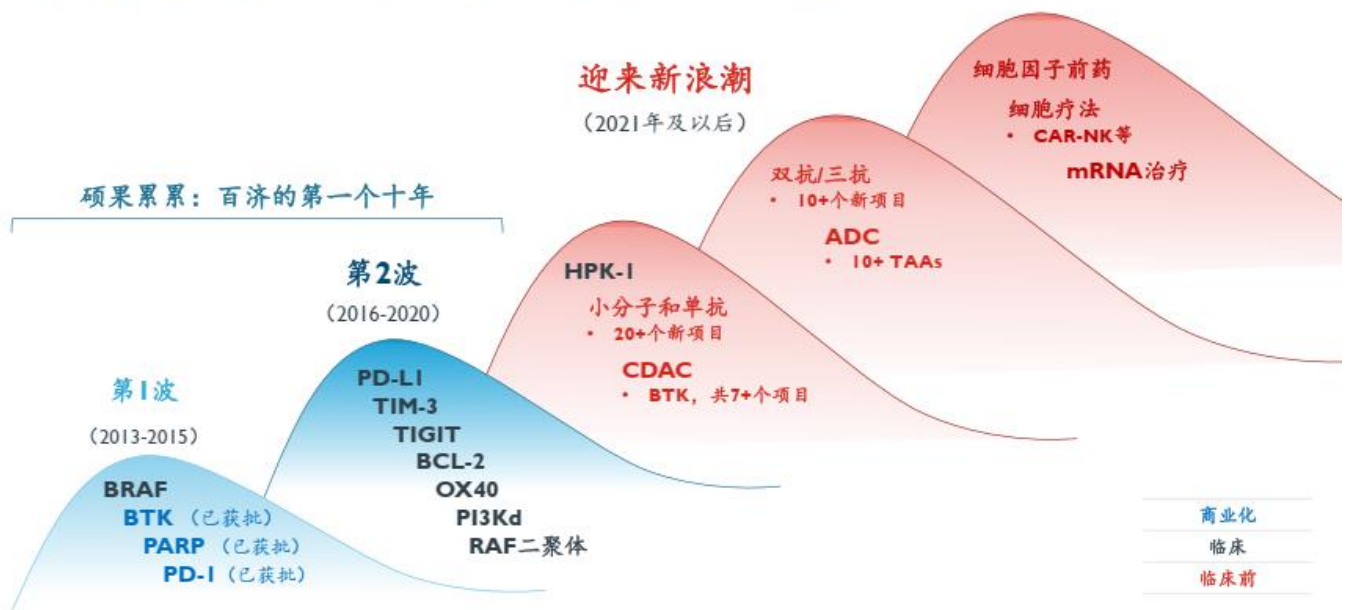 迎来新浪潮
（2021年及以后）
硕果累累：百济的第一个十年
第1波
（2013-2015）
BRAF
BTK（已获批）
PARP（已获批）
PD-1（已获批）
第2波
（2016-2020）
PD-L1
TIM-3
TIGIT
BCL-2
OX40
PI3Kd
RAF二聚体
HPK-1
小分子和单抗
• 20+个新项目
CDAC
• BTK，共7+个项目
双抗/三抗
• 10+个新项目
ADC
• 10+ TAAs
细胞因子前药
细胞疗法
• CAR-NK等
mRNA治疗
商业化
临床
临床前